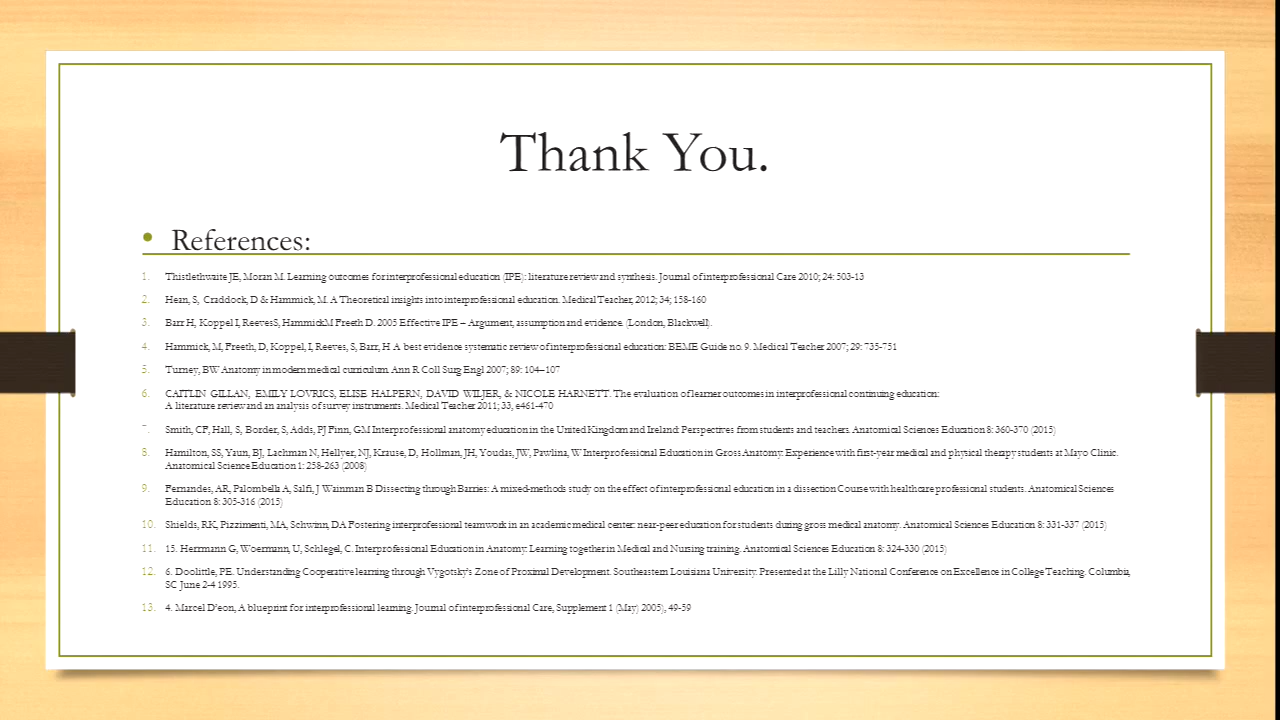 Thank You.
• References:
1. Thistlethwaite JE, Moran M. Learning outcomes for interprofessional education (IPE): literature review and synthesis. Journal of interprofessional Care 2010; 24: 503-13
2. Hean, S, Craddock, D & Hammick, M. A Theoretical insights into interprofessional education. Medical Teacher, 2012; 34; 158-160
3. Barr H, Koppel I, ReevesS, HammickM Freeth D. 2005 Effective IPE – Argument, assumption and evidence. (London, Blackwell).
4. Hammick, M, Freeth, D, Koppel, I, Reeves, S, Barr, H A best evidence systematic review of interprofessional education: BEME Guide no. 9. Medical Teacher 2007; 29: 735-751
5. Turney, BW Anatomy in modern medical curriculum. Ann R Coll Surg Engl 2007; 89: 104–107
6. CAITLIN GILLAN, EMILY LOVRICS, ELISE HALPERN, DAVID WILJER, & NICOLE HARNETT. The evaluation of learner outcomes in interprofessional continuing education:
A literature review and an analysis of survey instruments. Medical Teacher 2011; 33, e461-470
7. Smith, CF, Hall, S, Border, S, Adds, PJ Finn, GM Interprofessional anatomy education in the United Kingdom and Ireland: Perspectives from students and teachers. Anatomical Sciences Education 8: 360-370 (2015)
8. Hamilton, SS, Yaun, BJ, Lachman N, Hellyer, NJ, Krause, D, Hollman, JH, Youdas, JW, Pawlina, W Interprofessional Education in Gross Anatomy: Experience with first-year medical and physical therapy students at Mayo Clinic.
Anatomical Science Education 1: 258-263 (2008)
9. Fernandes, AR, Palombella A, Salfi, J Wainman B Dissecting through Barries: A mixed-methods study on the effect of interprofessional education in a dissection Course with healthcare professional students. Anatomical Sciences
Education 8: 305-316 (2015)
10. Shields, RK, Pizzimenti, MA, Schwinn, DA Fostering interprofessional teamwork in an academic medical center: near-peer education for students during gross medical anatomy. Anatomical Sciences Education 8: 331-337 (2015)
11. 15. Herrmann G, Woermann, U, Schlegel, C. Interprofessional Education in Anatomy: Learning together in Medical and Nursing training. Anatomical Sciences Education 8: 324-330 (2015)
12. 6. Doolittle, PE. Understanding Cooperative learning through Vygotsky's Zone of Proximal Development. Southeastern Louisiana University. Presented at the Lilly National Conference on Excellence in College Teaching. Columbia,
SC June 2-4 1995.
13. 4. Marcel D'eon, A blueprint for interprofessional learning. Journal of interprofessional Care, Supplement 1 (May) 2005), 49-59